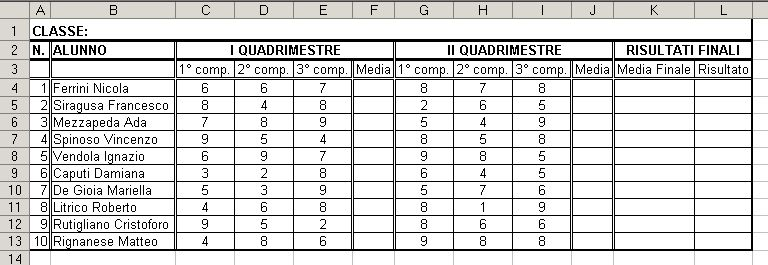 A B C D E F G H I J K L
1 CLASSE:
2 N. ALUNNO I QUADRIMESTRE II QUADRIMESTRE RISULTATI FINALI
3 1° comp. 2° comp. 3° comp. Media 1° comp. 2° comp. 3° comp. Media Media Finale Risultato
4 1 Ferrini Nicola 6 6 7 8 7 8
5 2 Siragusa Francesco 8 4 8 2 6 5
6 3 Mezzapeda Ada 7 8 9 5 4 9
7 4 Spinoso Vincenzo 9 5 4 8 5 8
8 5 Vendola Ignazio 6 9 7 9 8 5
9 6 Caputi Damiana 3 2 8 6 4 5
10 7 De Gioia Mariella 5 3 9 5 7 6
11 8 Litrico Roberto 4 6 8 8 1 9
12 9 Rutigliano Cristoforo 9 5 2 8 6 6
13 10 Rignanese Matteo 4 8 6 9 8 8
14